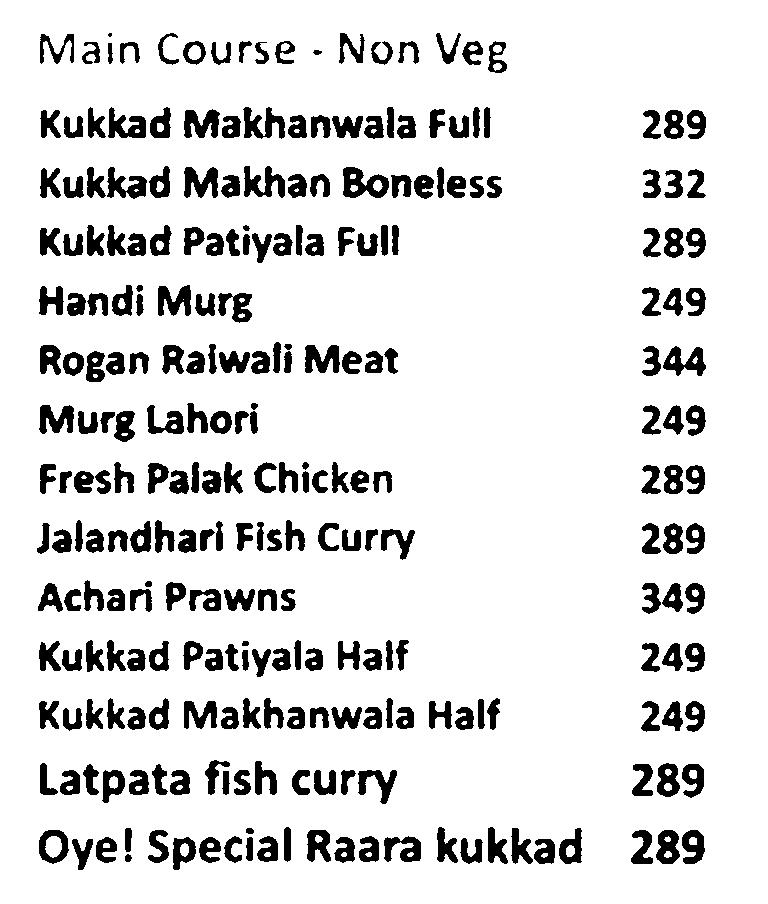 Main Course - Non Veg
Kukkad Makhanwala Full 289
Kukkad Makhan Boneless 332
Kukkad Patiyala Full 289
Handi Murg 249
Rogan Raiwali Meat 344
Murg Lahori 249
Fresh Palak Chicken 289
Jalandhari Fish Curry 289
Achari Prawns 349
Kukkad Patiyala Half 249
Kukkad Makhanwala Half 249
Latpata fish curry 289
Oye! Special Raara kukkad 289